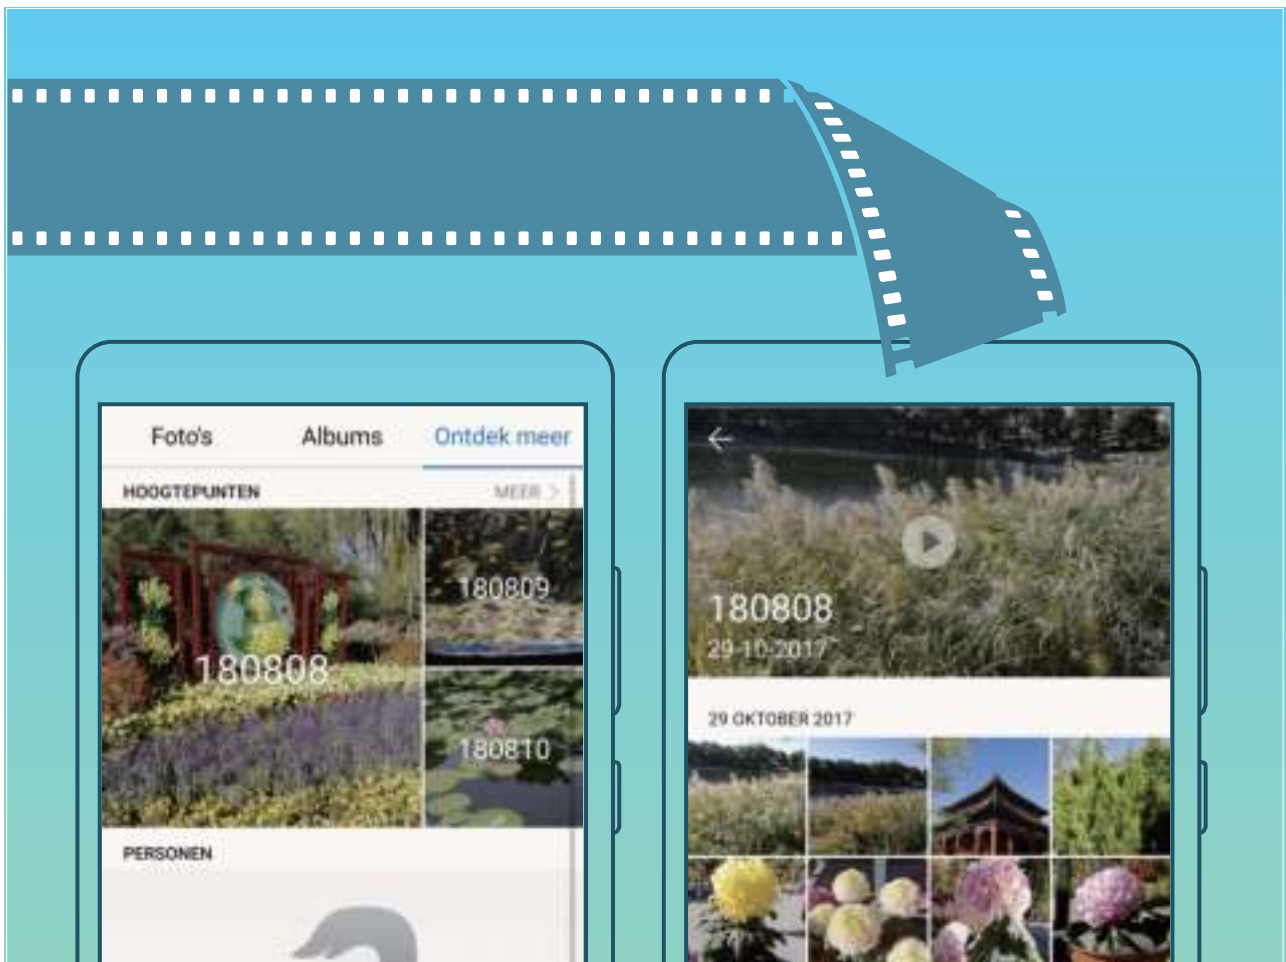 Foto's Albums Ontdek meer
HOOGTEPUNTEN MEER >
180808
180809
180810
PERSONEN
180808
29-10-2017
29 OKTOBER 2017